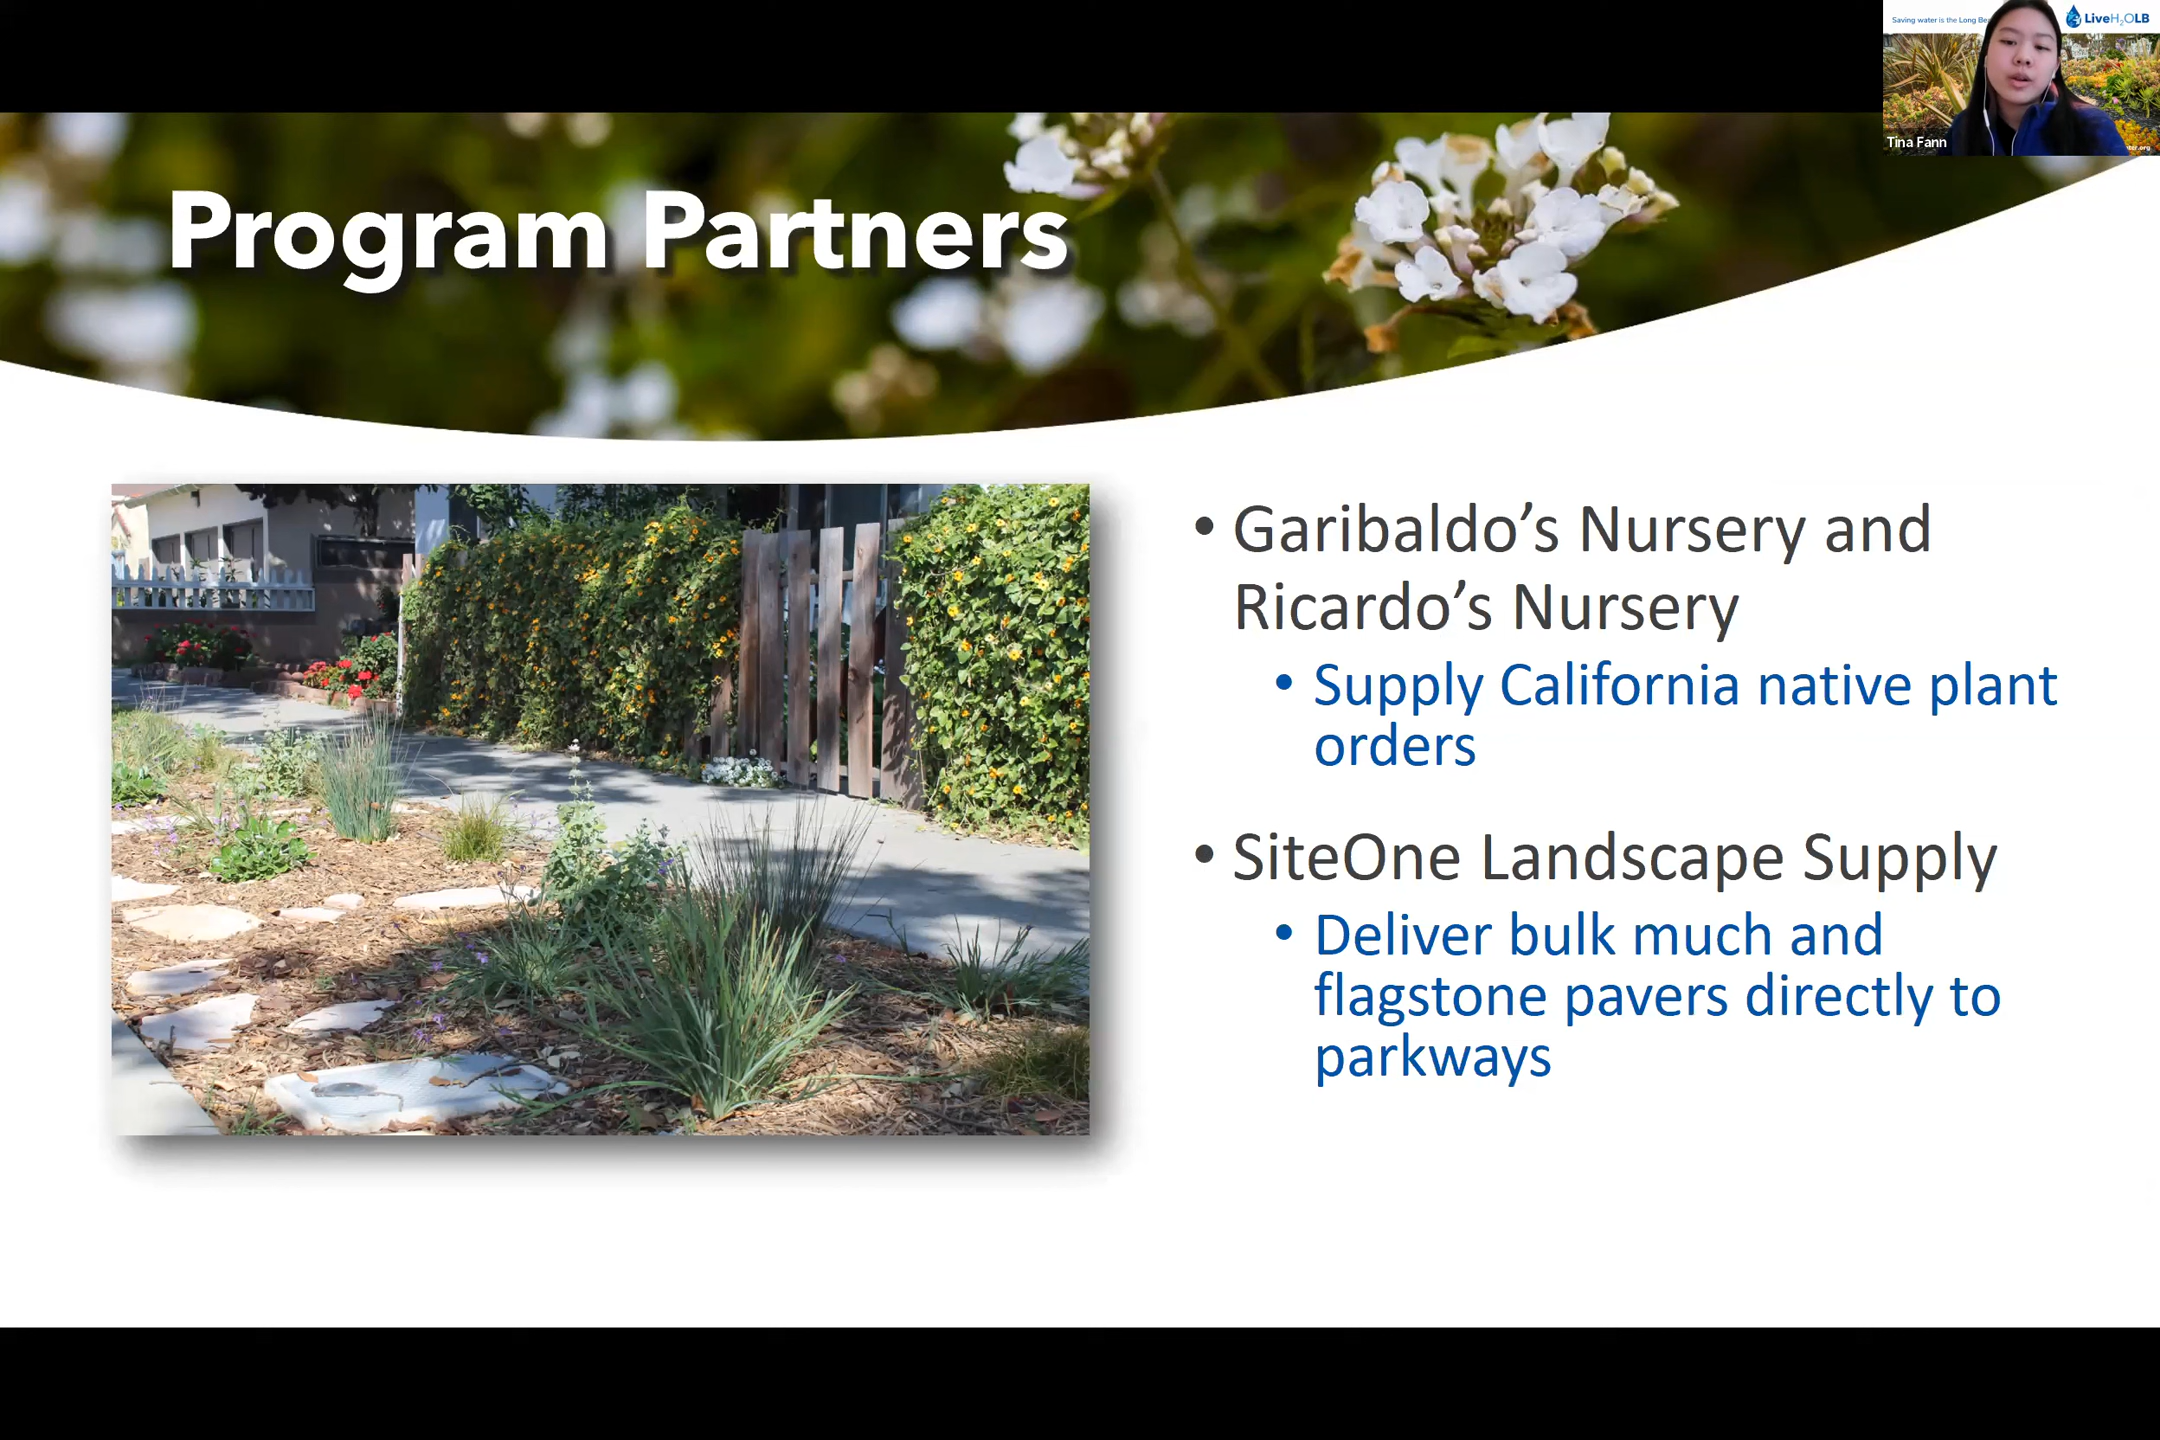 Saving water is the Long Be
LiveH₂OLB
Tina Fann
Program Partners
• Garibaldo’s Nursery and
Ricardo’s Nursery
• Supply California native plant
orders
• SiteOne Landscape Supply
• Deliver bulk much and
flagstone pavers directly to
parkways